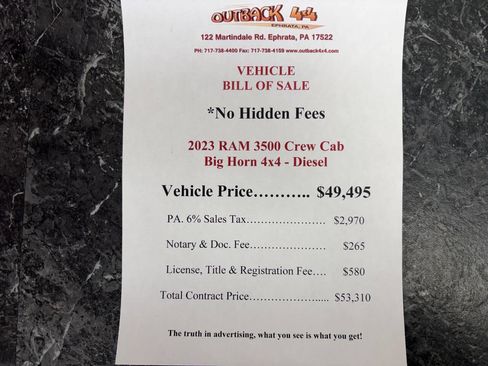 OUTBACK 4x4
EPHRATA, PA
122 Martindale Rd. Ephrata, PA 17522
PH: 717-738-4400 Fax: 717-738-4159 www.outback4x4.com
VEHICLE
BILL OF SALE
*No Hidden Fees
2023 RAM 3500 Crew Cab
Big Horn 4x4 - Diesel
Vehicle Price……….. $49,495
PA. 6% Sales Tax………………… $2,970
Notary & Doc. Fee……………… $265
License, Title & Registration Fee…. $580
Total Contract Price………………..... $53,310
The truth in advertising, what you see is what you get!